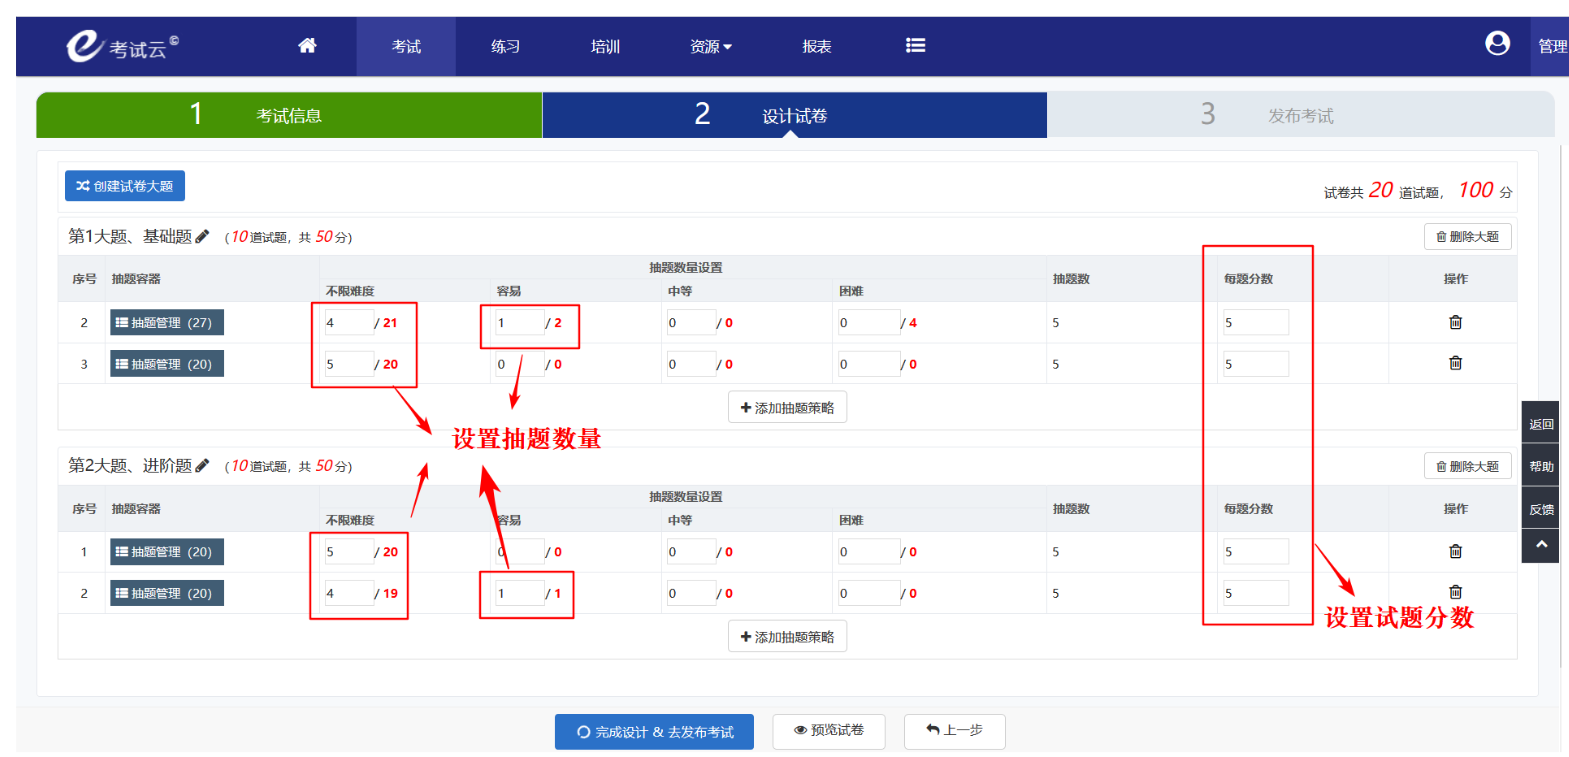 考试云©
考试
练习
培训
资源
报表
管理
1 考试信息
2 设计试卷
3 发布考试
创建试卷大题
试卷共 20 道试题, 100 分
第1大题、基础题 (10道试题, 共 50分)
删除大题
序号 抽题容器 抽题数量设置 抽题数 每题分数 操作
不限难度 容易 中等 困难
2 抽题管理 (27) 4 / 21 1 / 2 0 / 0 0 / 4 5 5
3 抽题管理 (20) 5 / 20 0 / 0 0 / 0 0 / 0 5 5
添加抽题策略
设置抽题数量
第2大题、进阶题 (10道试题, 共 50分)
删除大题
序号 抽题容器 抽题数量设置 抽题数 每题分数 操作
不限难度 容易 中等 困难
1 抽题管理 (20) 5 / 20 0 / 0 0 / 0 0 / 0 5 5
2 抽题管理 (20) 4 / 19 1 / 1 0 / 0 0 / 0 5 5
设置试题分数
添加抽题策略
返回
帮助
反馈
完成设计 & 去发布考试
预览试卷
上一步